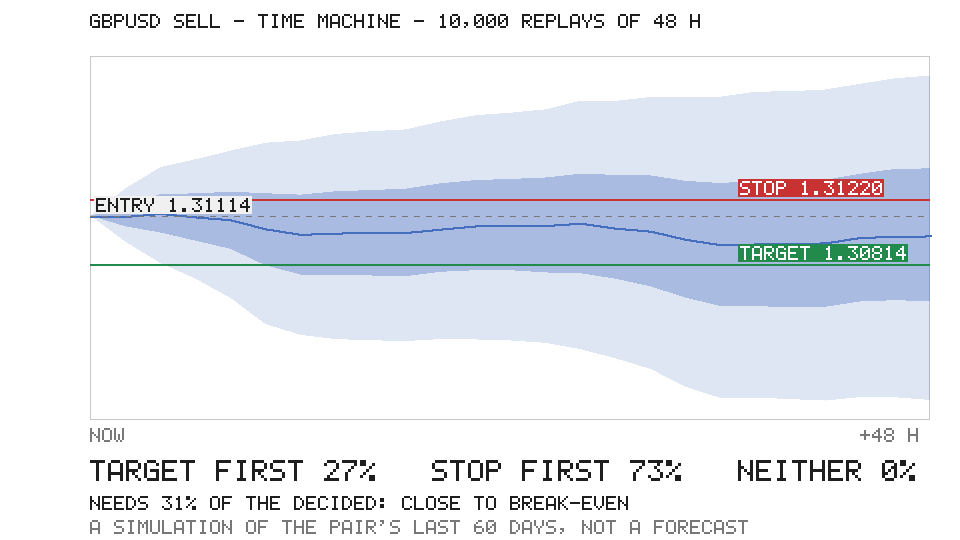 GBPUSD SELL - TIME MACHINE - 10,000 REPLAYS OF 48 H
STOP 1.31220
ENTRY 1.31114
TARGET 1.30814
NOW +48 H
TARGET FIRST 27% STOP FIRST 73% NEITHER 0%
NEEDS 31% OF THE DECIDED: CLOSE TO BREAK-EVEN
A SIMULATION OF THE PAIR'S LAST 60 DAYS, NOT A FORECAST